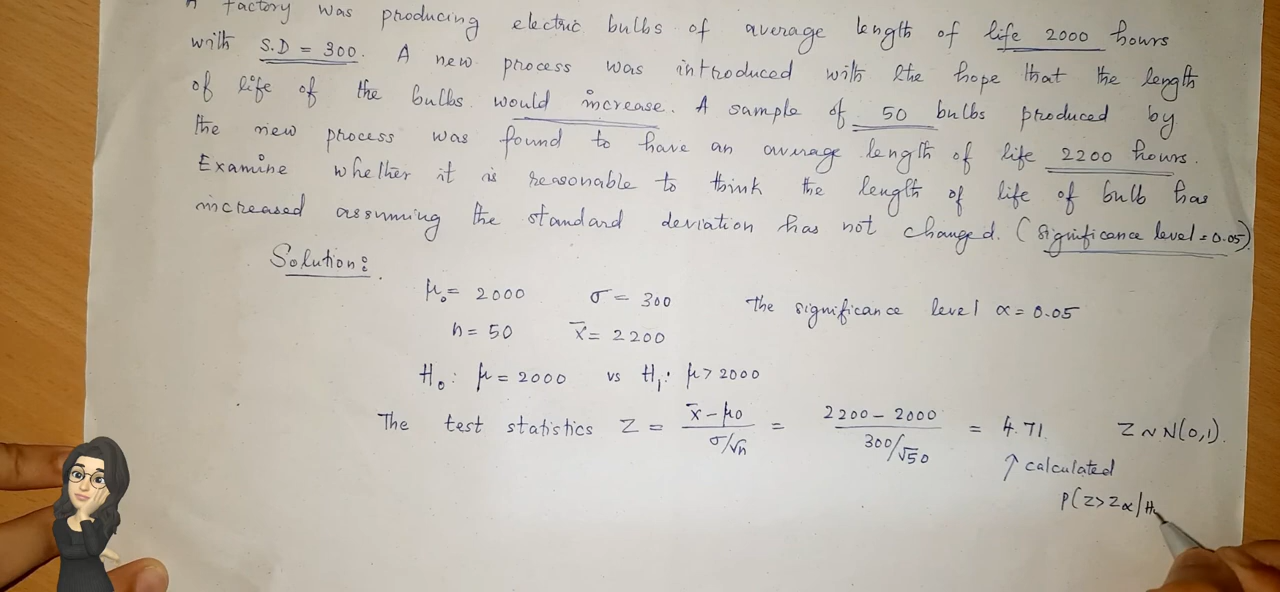 A factory was producing electric bulbs of average length of life 2000 hours
with S.D = 300. A new process was introduced with the hope that the length
of life of the bulbs would increase. A sample of 50 bulbs produced by
the new process was found to have an average length of life 2200 hours.
Examine whether it is reasonable to think the length of life of bulb has
increased assuming the standard deviation has not changed. (Significance level = 0.05)
Solution:
μ₀ = 2000 σ = 300 The significance level α = 0.05
n = 50 x̄ = 2200
H₀ : μ = 2000 vs H₁ : μ > 2000
The test statistics Z = (x̄ - μ₀)/(σ/√n) = (2200 - 2000)/(300/√50) = 4.71 Z ~ N(0,1).
↑ calculated
P(Z > Zα | H